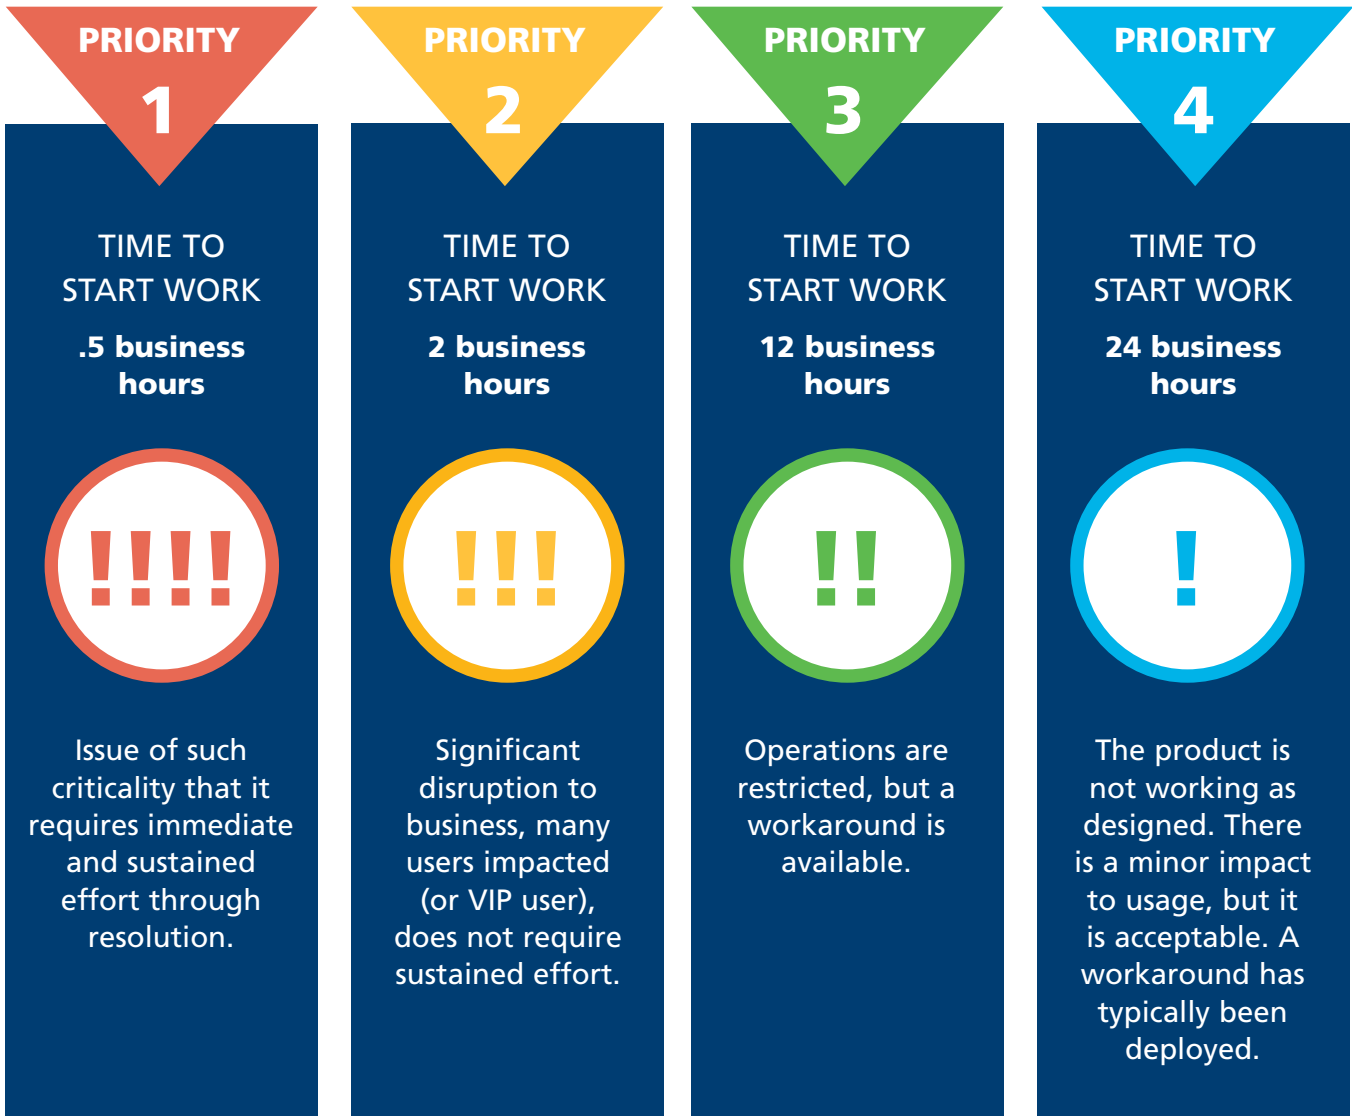 PRIORITY
1
TIME TO
START WORK
.5 business
hours
!!!!
Issue of such
criticality that it
requires immediate
and sustained
effort through
resolution.
PRIORITY
2
TIME TO
START WORK
2 business
hours
!!!
Significant
disruption to
business, many
users impacted
(or VIP user),
does not require
sustained effort.
PRIORITY
3
TIME TO
START WORK
12 business
hours
!!
Operations are
restricted, but a
workaround is
available.
PRIORITY
4
TIME TO
START WORK
24 business
hours
!
The product is
not working as
designed. There
is a minor impact
to usage, but it
is acceptable. A
workaround has
typically been
deployed.